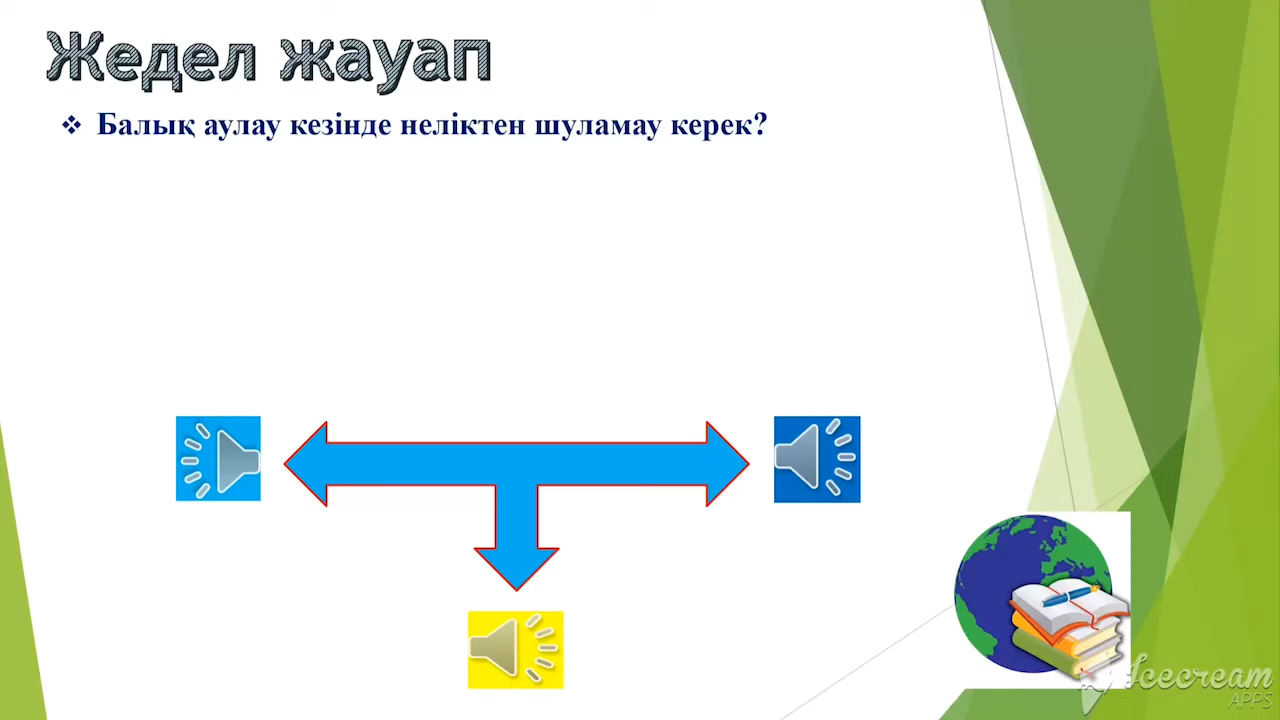 Жедел жауап
❖ Балық аулау кезінде неліктен шуламау керек?
Icecream
APPS